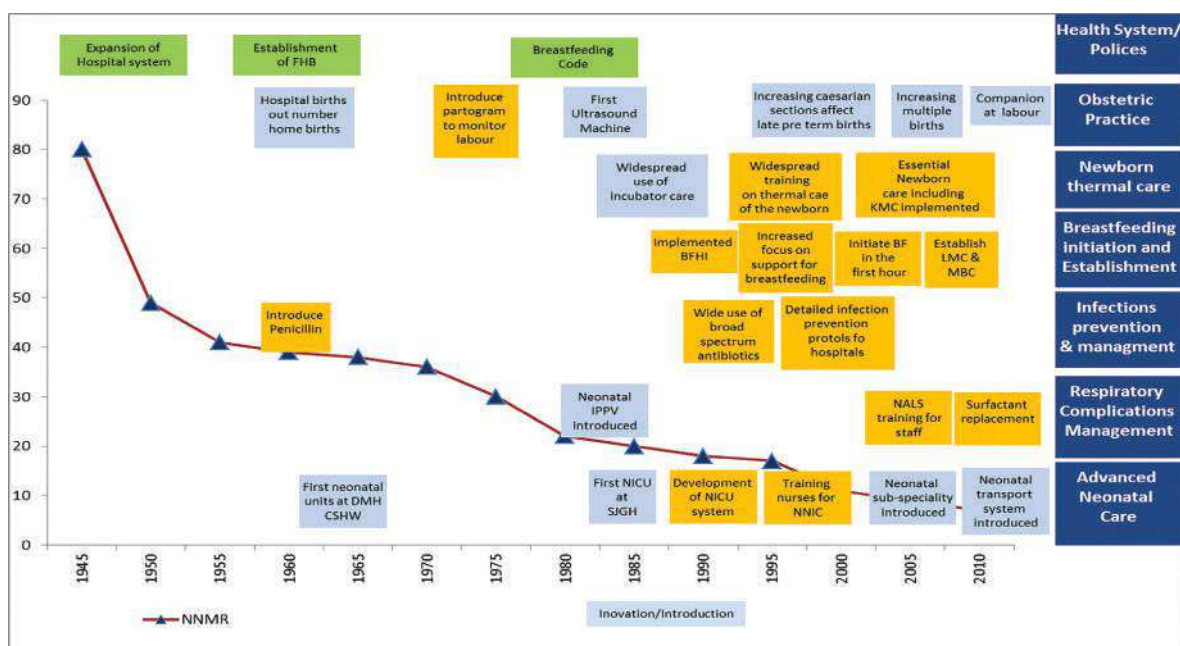 Expansion of
Hospital system
Establishment
of FHB
Breastfeeding
Code
Health System/
Polices
Hospital births
out number
home births
Introduce
partogram
to monitor
labour
First
Ultrasound
Machine
Increasing caesarian
sections affect
late pre term births
Increasing
multiple
births
Companion
at labour
Obstetric
Practice
Widespread
use of
Incubator care
Widespread
training
on thermal cae
of the newborn
Essential
Newborn
care including
KMC implemented
Newborn
thermal care
Implemented
BFHI
Increased
focus on
support for
breastfeeding
Initiate BF
in the
first hour
Establish
LMC &
MBC
Breastfeeding
initiation and
Establishment
Introduce
Penicillin
Wide use of
broad
spectrum
antibiotics
Detailed infection
prevention
protols fo
hospitals
Infections
prevention
& managment
Neonatal
IPPV
introduced
NALS
training for
staff
Surfactant
replacement
Respiratory
Complications
Management
First neonatal
units at DMH
CSHW
First NICU
at
SJGH
Development
of NICU
system
Training
nurses for
NNIC
Neonatal
sub-speciality
introduced
Neonatal
transport
system
introduced
Advanced
Neonatal
Care
90
80
70
60
50
40
30
20
10
0
1945
1950
1955
1960
1965
1970
1975
1980
1985
1990
1995
2000
2005
2010
NNMR
Inovation/Introduction